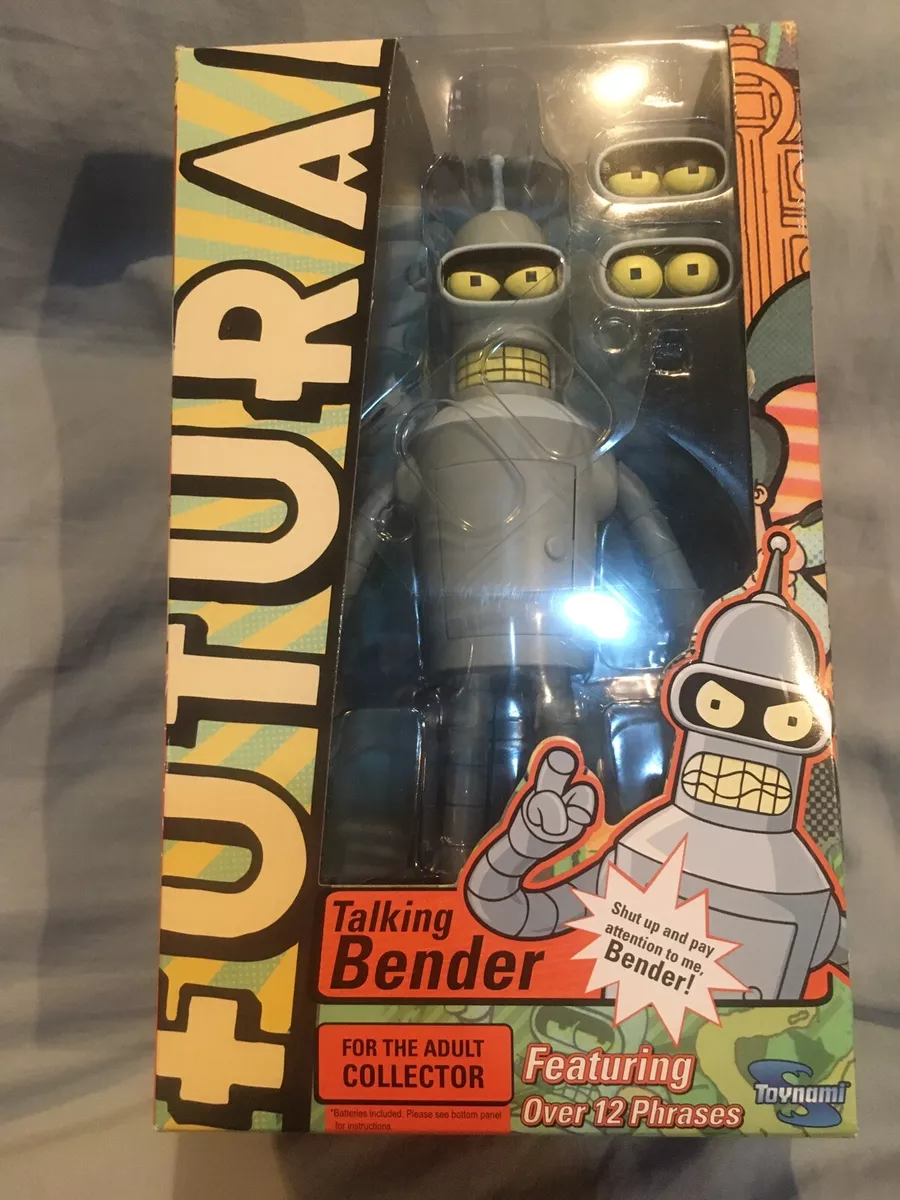 FUTURA
Talking
Bender
Shut up and pay
attention to me,
Bender!
FOR THE ADULT
COLLECTOR
*Batteries included. Please see bottom panel
for instructions.
Featuring
Over 12 Phrases
Toynami